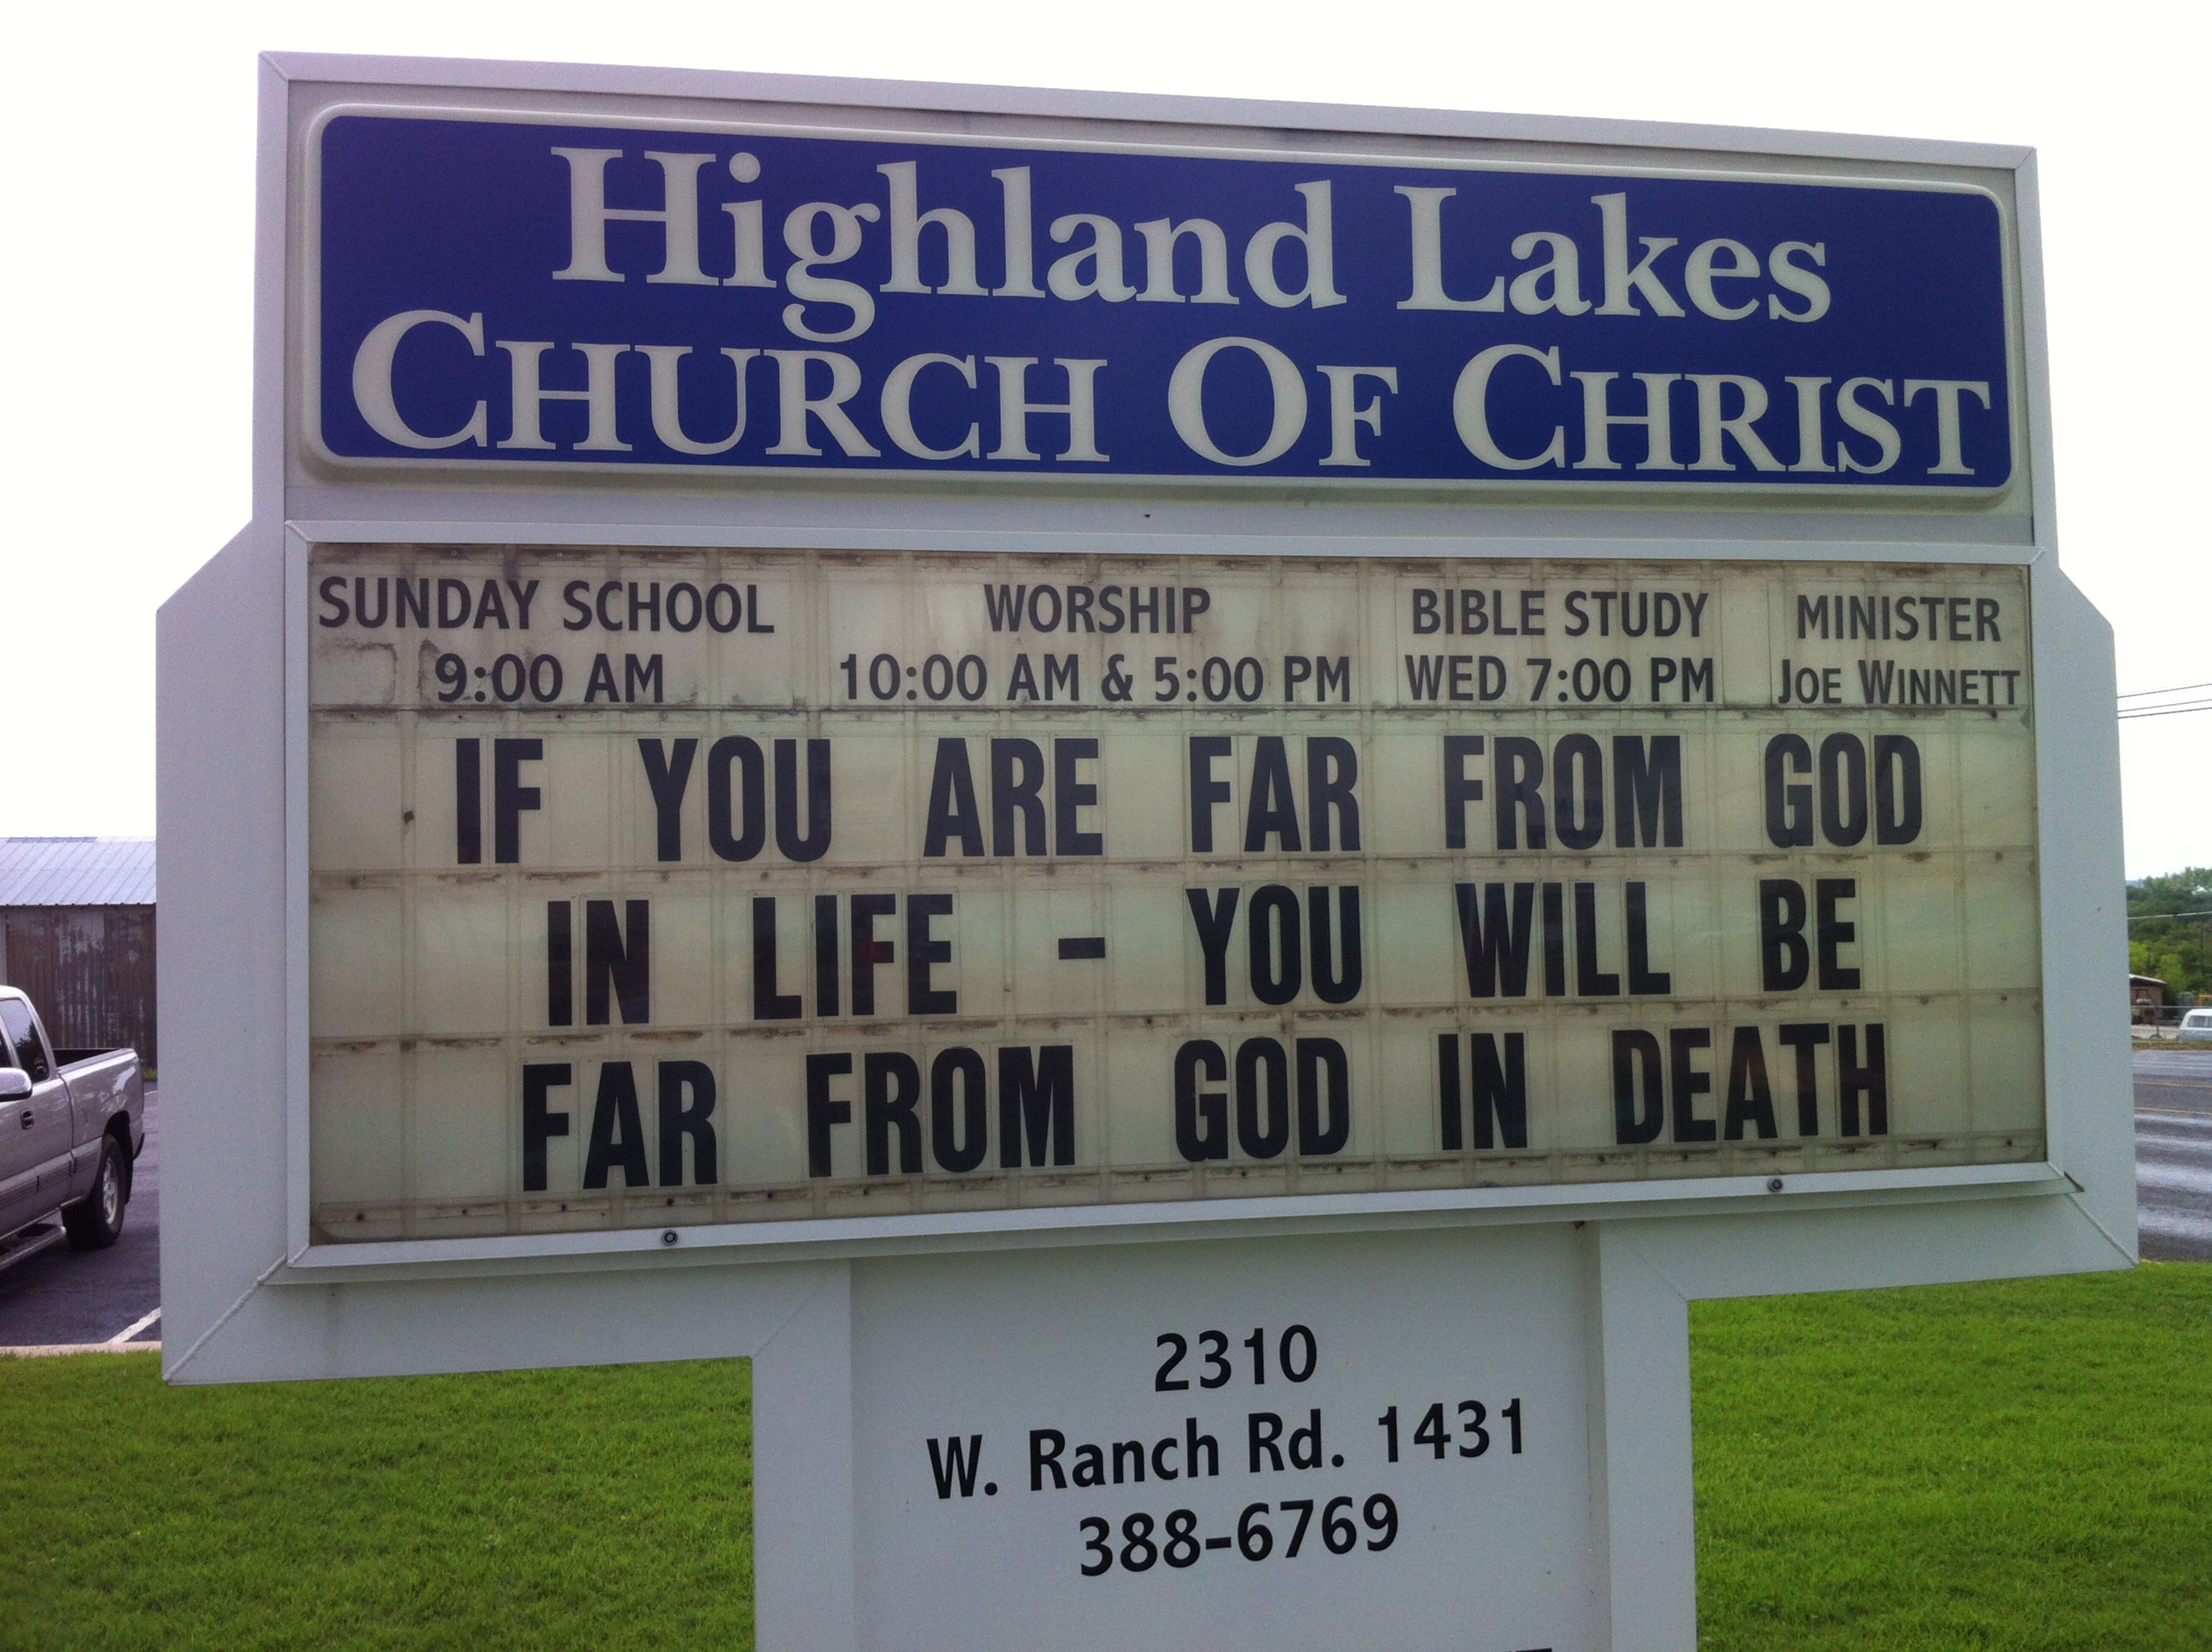 Highland Lakes
CHURCH OF CHRIST
SUNDAY SCHOOL WORSHIP BIBLE STUDY MINISTER
9:00 AM 10:00 AM & 5:00 PM WED 7:00 PM JOE WINNETT
IF YOU ARE FAR FROM GOD
IN LIFE - YOU WILL BE
FAR FROM GOD IN DEATH
2310
W. Ranch Rd. 1431
388-6769